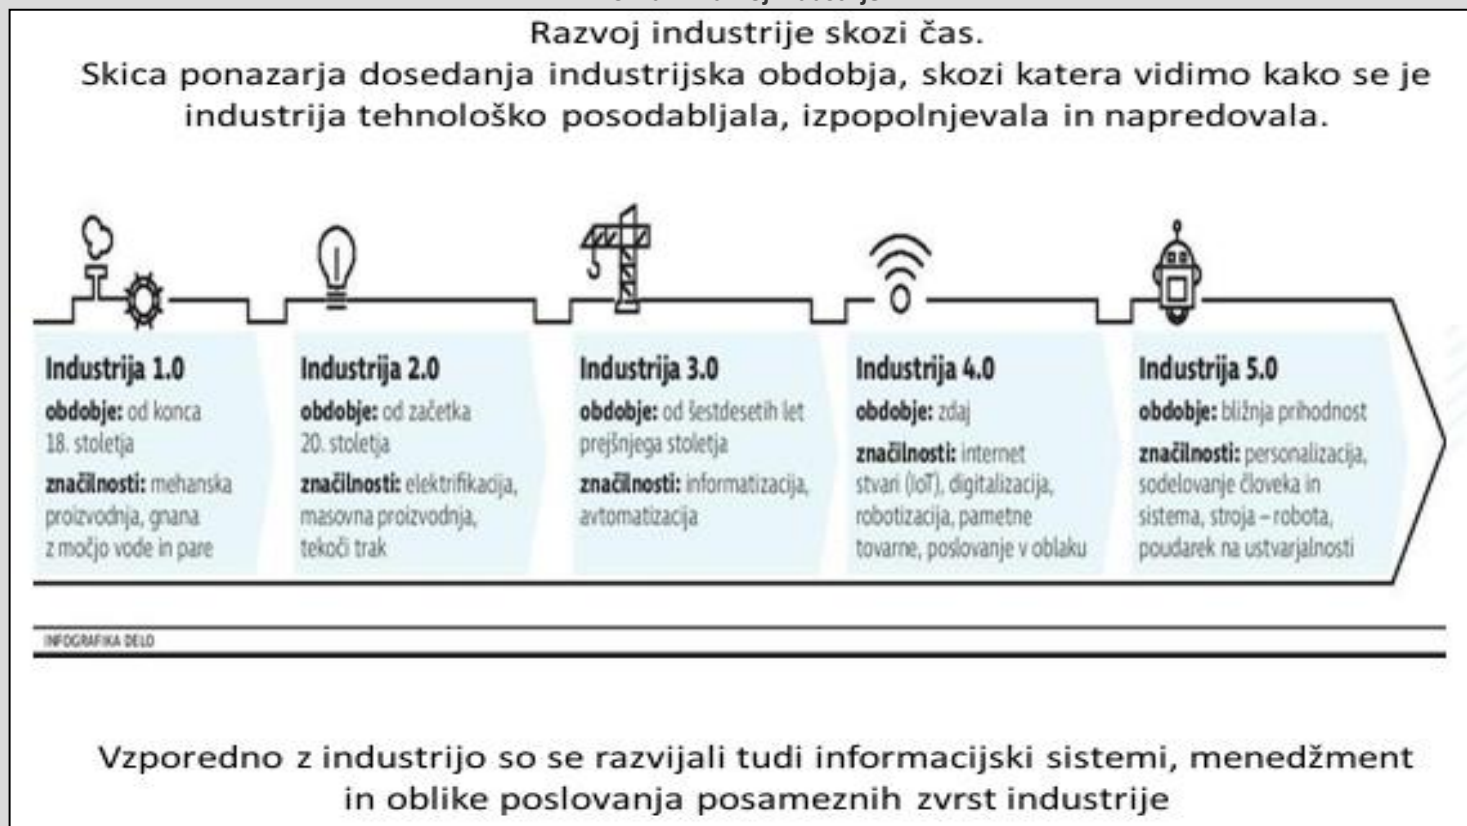 Razvoj industrije skozi čas.
Skica ponazarja dosedanja industrijska obdobja, skozi katera vidimo kako se je
industrija tehnološko posodabljala, izpopolnjevala in napredovala.
Industrija 1.0
obdobje: od konca
18. stoletja
značilnosti: mehanska
proizvodnja, gnana
z močjo vode in pare
Industrija 2.0
obdobje: od začetka
20. stoletja
značilnosti: elektrifikacija,
masovna proizvodnja,
tekoči trak
Industrija 3.0
obdobje: od šestdesetih let
prejšnjega stoletja
značilnosti: informatizacija,
avtomatizacija
Industrija 4.0
obdobje: zdaj
značilnosti: internet
stvari (IoT), digitalizacija,
robotizacija, pametne
tovarne, poslovanje v oblaku
Industrija 5.0
obdobje: bližnja prihodnost
značilnosti: personalizacija,
sodelovanje človeka in
sistema, stroja – robota,
poudarek na ustvarjalnosti
INFOGRAFIKA DELO
Vzporedno z industrijo so se razvijali tudi informacijski sistemi, menedžment
in oblike poslovanja posameznih zvrst industrije